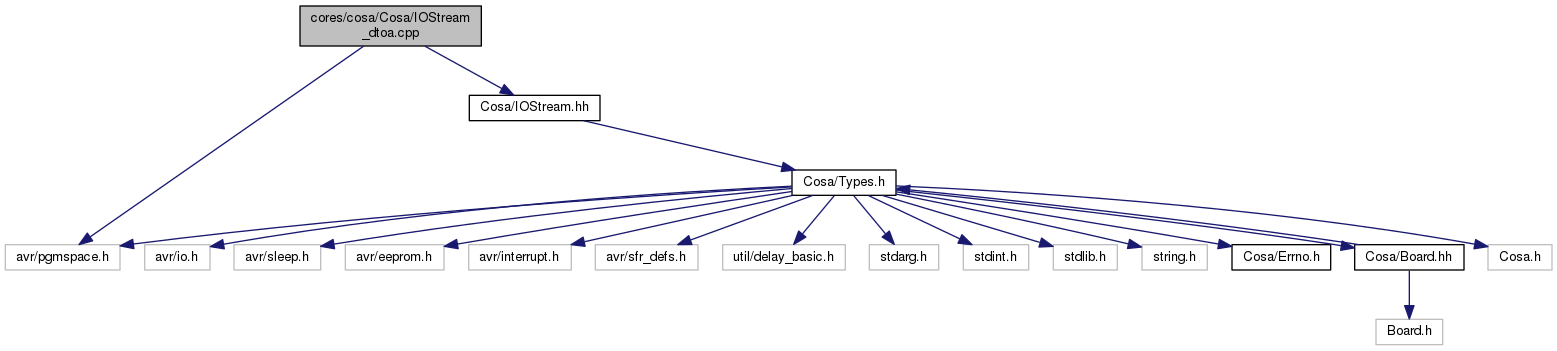 cores/cosa/Cosa/IOStream
_dtoa.cpp
Cosa/IOStream.hh
Cosa/Types.h
avr/pgmspace.h
avr/io.h
avr/sleep.h
avr/eeprom.h
avr/interrupt.h
avr/sfr_defs.h
util/delay_basic.h
stdarg.h
stdint.h
stdlib.h
string.h
Cosa/Errno.h
Cosa/Board.hh
Cosa.h
Board.h